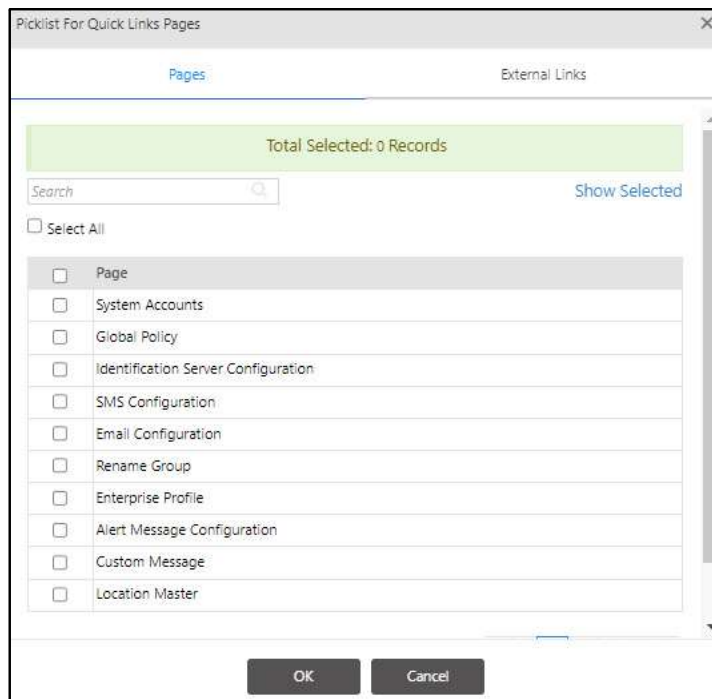 Picklist For Quick Links Pages
Pages External Links
Total Selected: 0 Records
Search Show Selected
Select All
Page
System Accounts
Global Policy
Identification Server Configuration
SMS Configuration
Email Configuration
Rename Group
Enterprise Profile
Alert Message Configuration
Custom Message
Location Master
OK Cancel